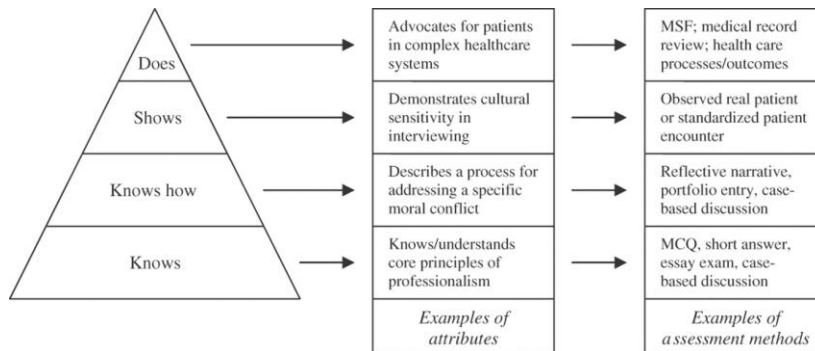 Does
Advocates for patients
in complex healthcare
systems
MSF; medical record
review; health care
processes/outcomes
Shows
Demonstrates cultural
sensitivity in
interviewing
Observed real patient
or standardized patient
encounter
Knows how
Describes a process for
addressing a specific
moral conflict
Reflective narrative,
portfolio entry, case-
based discussion
Knows
Knows/understands
core principles of
professionalism
MCQ, short answer,
essay exam, case-
based discussion
Examples of
attributes
Examples of
assessment methods